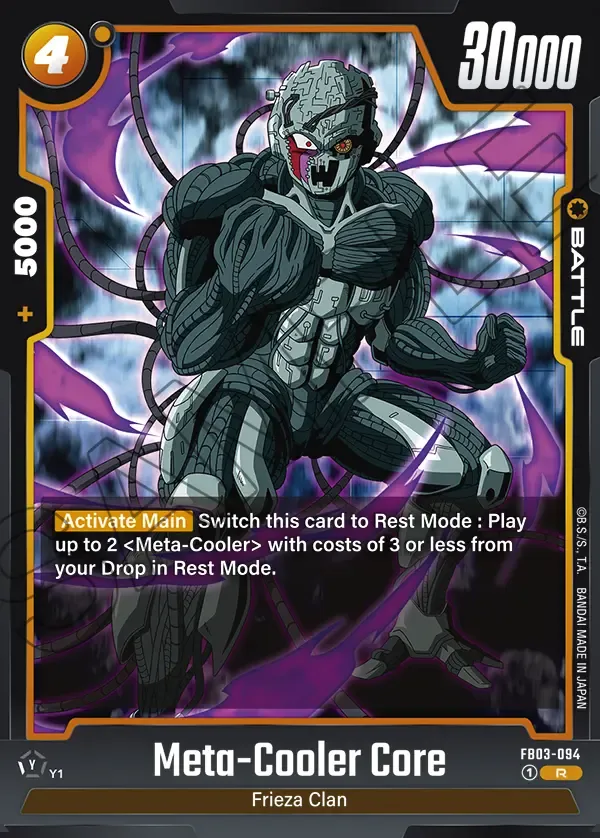 4
30000
+ 5000
BATTLE
Activate Main Switch this card to Rest Mode : Play
up to 2 <Meta-Cooler> with costs of 3 or less from
your Drop in Rest Mode.
©B.S./S., T.A. BANDAI MADE IN JAPAN
Meta-Cooler Core
FB03-094
Y Y1
1 R
Frieza Clan